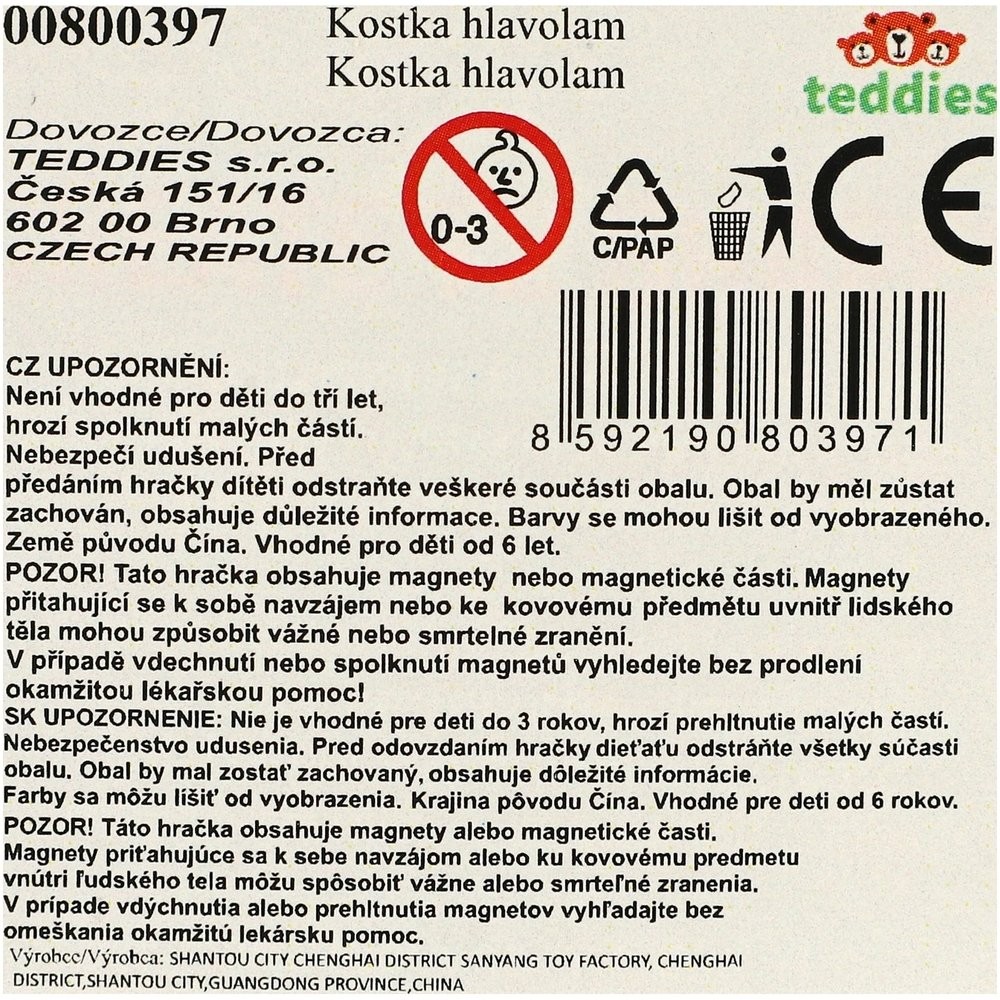 00800397
Kostka hlavolam
Kostka hlavolam
teddies
Dovozce/Dovozca:
TEDDIES s.r.o.
Česká 151/16
602 00 Brno
CZECH REPUBLIC
0-3
C/PAP
CE
8 592190 803971
CZ UPOZORNĚNÍ:
Není vhodné pro děti do tří let,
hrozí spolknutí malých částí.
Nebezpečí udušení. Před
předáním hračky dítěti odstraňte veškeré součásti obalu. Obal by měl zůstat
zachován, obsahuje důležité informace. Barvy se mohou lišit od vyobrazeného.
Země původu Čína. Vhodné pro děti od 6 let.
POZOR! Tato hračka obsahuje magnety nebo magnetické části. Magnety
přitahující se k sobě navzájem nebo ke kovovému předmětu uvnitř lidského
těla mohou způsobit vážné nebo smrtelné zranění.
V případě vdechnutí nebo spolknutí magnetů vyhledejte bez prodlení
okamžitou lékařskou pomoc!
SK UPOZORNENIE: Nie je vhodné pre deti do 3 rokov, hrozí prehltnutie malých častí.
Nebezpečenstvo udusenia. Pred odovzdaním hračky dieťaťu odstráňte všetky súčasti
obalu. Obal by mal zostať zachovaný, obsahuje dôležité informácie.
Farby sa môžu líšiť od vyobrazenia. Krajina pôvodu Čína. Vhodné pre deti od 6 rokov.
POZOR! Táto hračka obsahuje magnety alebo magnetické časti.
Magnety priťahujúce sa k sebe navzájom alebo ku kovovému predmetu
vnútri ľudského tela môžu spôsobiť vážne alebo smrteľné zranenia.
V prípade vdýchnutia alebo prehltnutia magnetov vyhľadajte bez
omeškania okamžitú lekársku pomoc.
Výrobce/Výrobca: SHANTOU CITY CHENGHAI DISTRICT SANYANG TOY FACTORY, CHENGHAI
DISTRICT,SHANTOU CITY,GUANGDONG PROVINCE,CHINA